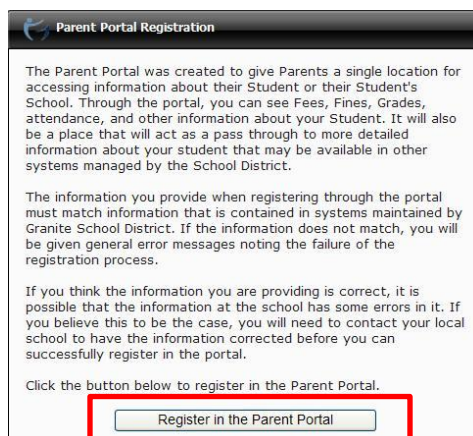 Parent Portal Registration
The Parent Portal was created to give Parents a single location for
accessing information about their Student or their Student's
School. Through the portal, you can see Fees, Fines, Grades,
attendance, and other information about your Student. It will also
be a place that will act as a pass through to more detailed
information about your student that may be available in other
systems managed by the School District.
The information you provide when registering through the portal
must match information that is contained in systems maintained by
Granite School District. If the information does not match, you will
be given general error messages noting the failure of the
registration process.
If you think the information you are providing is correct, it is
possible that the information at the school has some errors in it. If
you believe this to be the case, you will need to contact your local
school to have the information corrected before you can
successfully register in the portal.
Click the button below to register in the Parent Portal.
Register in the Parent Portal